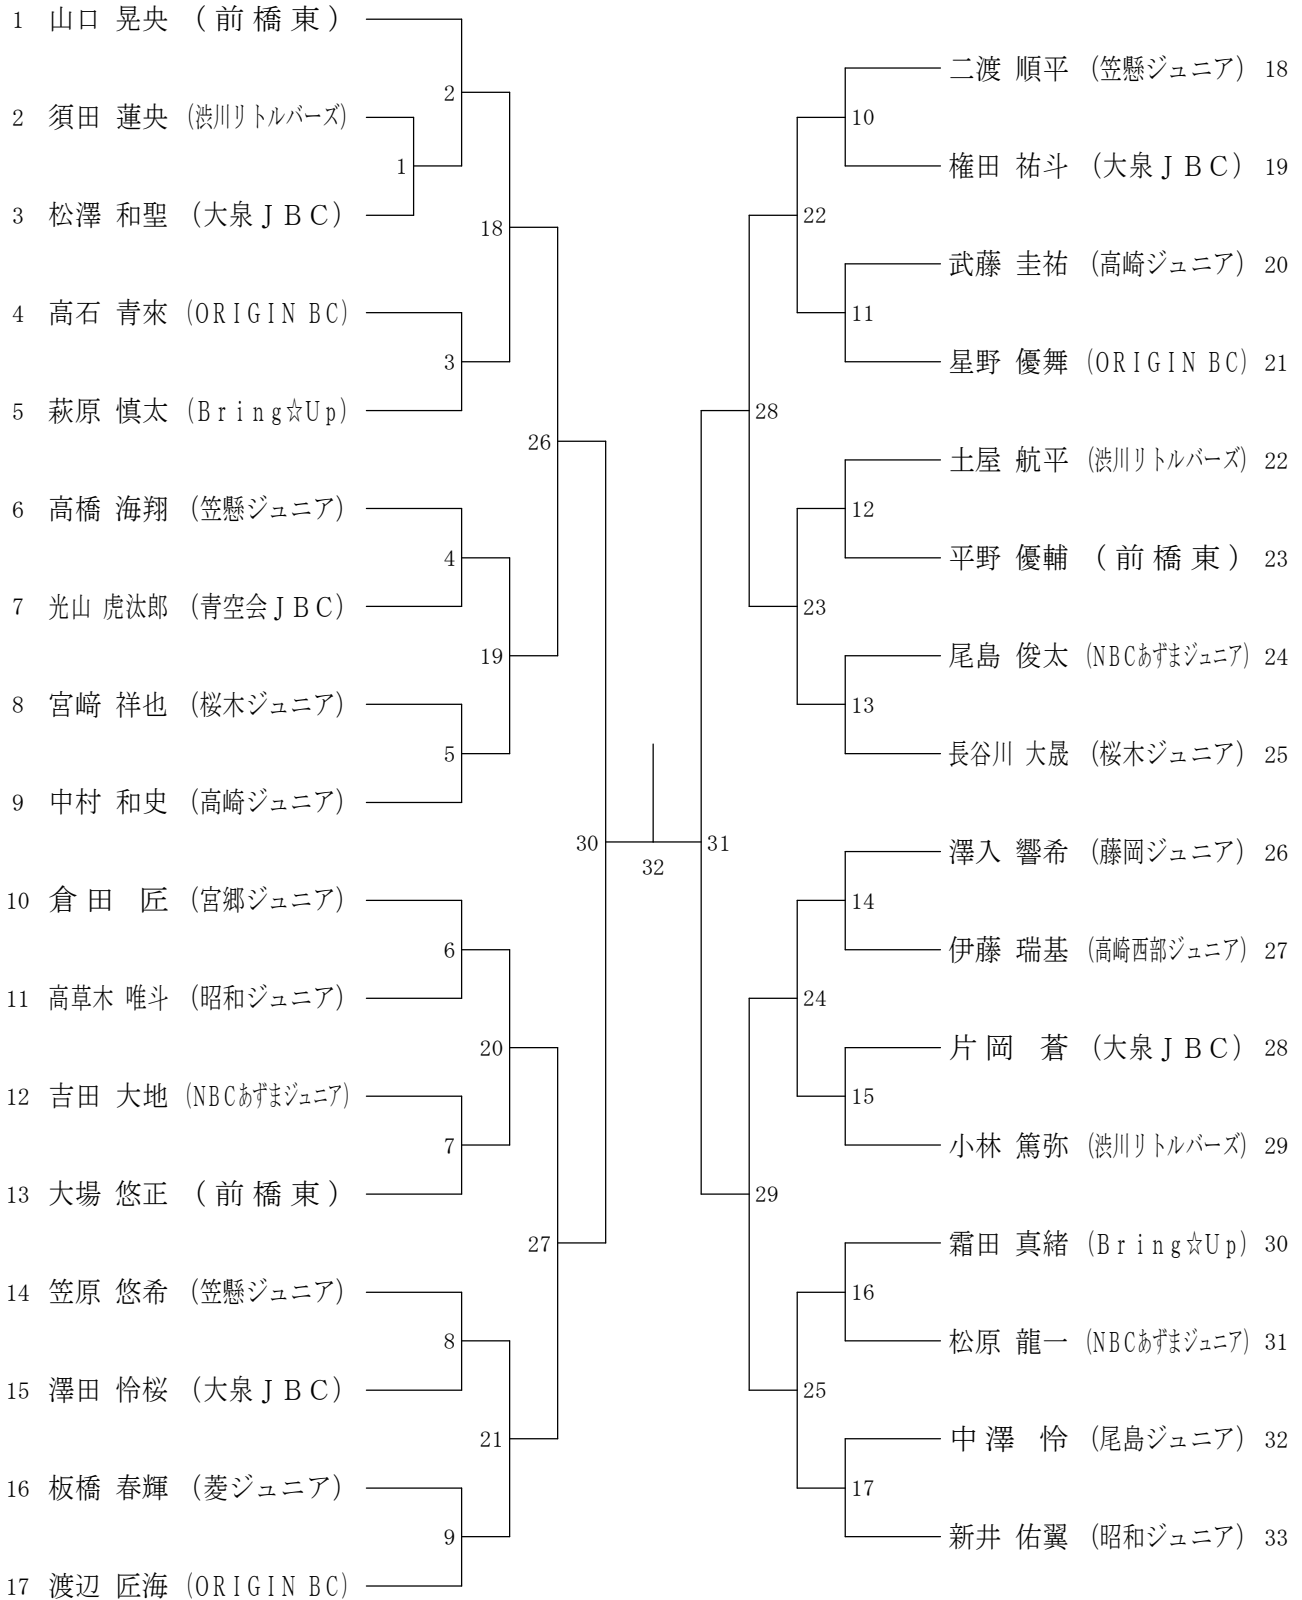 1 山口 晃央 (前橋東)
2 須田 蓮央 (渋川リトルバーズ)
3 松澤 和聖 (大泉JBC)
4 高石 青來 (ORIGIN BC)
5 萩原 慎太 (Bring☆Up)
6 高橋 海翔 (笠懸ジュニア)
7 光山 虎汰郎 (青空会JBC)
8 宮﨑 祥也 (桜木ジュニア)
9 中村 和史 (高崎ジュニア)
10 倉田 匠 (宮郷ジュニア)
11 高草木 唯斗 (昭和ジュニア)
12 吉田 大地 (NBCあずまジュニア)
13 大場 悠正 (前橋東)
14 笠原 悠希 (笠懸ジュニア)
15 澤田 怜桜 (大泉JBC)
16 板橋 春輝 (菱ジュニア)
17 渡辺 匠海 (ORIGIN BC)
1
2
3
4
5
6
7
8
9
18
19
20
21
26
27
30
32
31
28
29
22
23
24
25
10
11
12
13
14
15
16
17
二渡 順平 (笠懸ジュニア) 18
権田 祐斗 (大泉JBC) 19
武藤 圭祐 (高崎ジュニア) 20
星野 優舞 (ORIGIN BC) 21
土屋 航平 (渋川リトルバーズ) 22
平野 優輔 (前橋東) 23
尾島 俊太 (NBCあずまジュニア) 24
長谷川 大晟 (桜木ジュニア) 25
澤入 響希 (藤岡ジュニア) 26
伊藤 瑞基 (高崎西部ジュニア) 27
片岡 蒼 (大泉JBC) 28
小林 篤弥 (渋川リトルバーズ) 29
霜田 真緒 (Bring☆Up) 30
松原 龍一 (NBCあずまジュニア) 31
中澤 怜 (尾島ジュニア) 32
新井 佑翼 (昭和ジュニア) 33